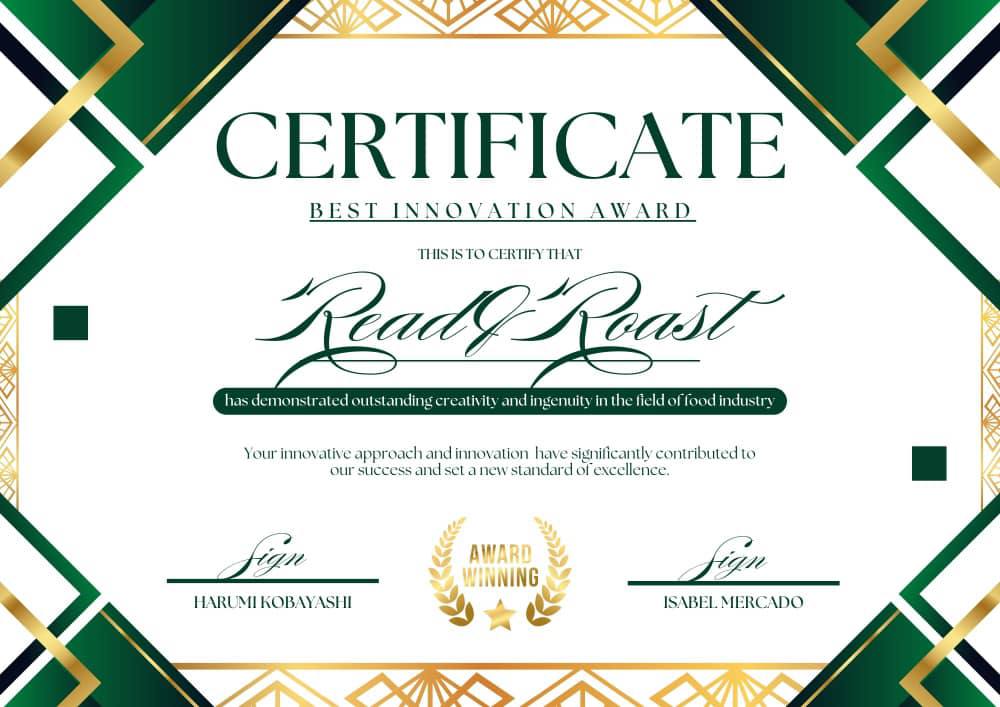 CERTIFICATE
BEST INNOVATION AWARD
THIS IS TO CERTIFY THAT
Read&Roast
has demonstrated outstanding creativity and ingenuity in the field of food industry
Your innovative approach and innovation have significantly contributed to
our success and set a new standard of excellence.
Sign
HARUMI KOBAYASHI
AWARD
WINNING
Sign
ISABEL MERCADO